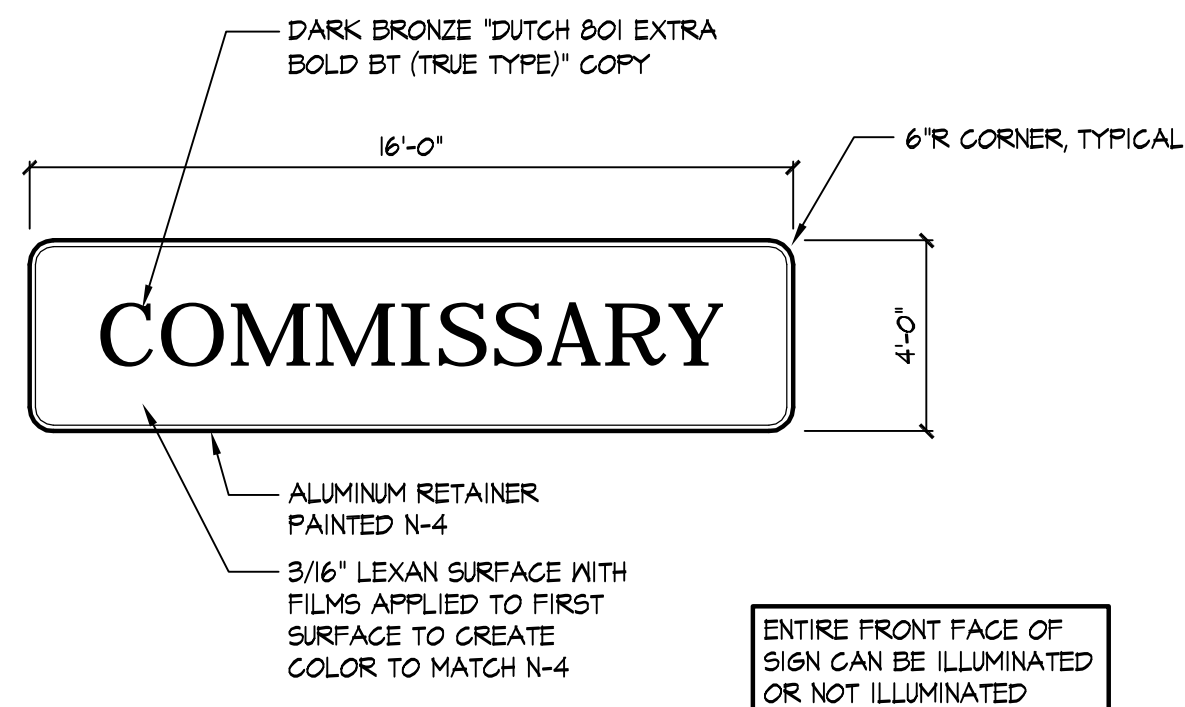 DARK BRONZE "DUTCH 801 EXTRA
BOLD BT (TRUE TYPE)" COPY
16'-0"
6"R CORNER, TYPICAL
COMMISSARY
4'-0"
ALUMINUM RETAINER
PAINTED N-4
3/16" LEXAN SURFACE WITH
FILMS APPLIED TO FIRST
SURFACE TO CREATE
COLOR TO MATCH N-4
ENTIRE FRONT FACE OF
SIGN CAN BE ILLUMINATED
OR NOT ILLUMINATED